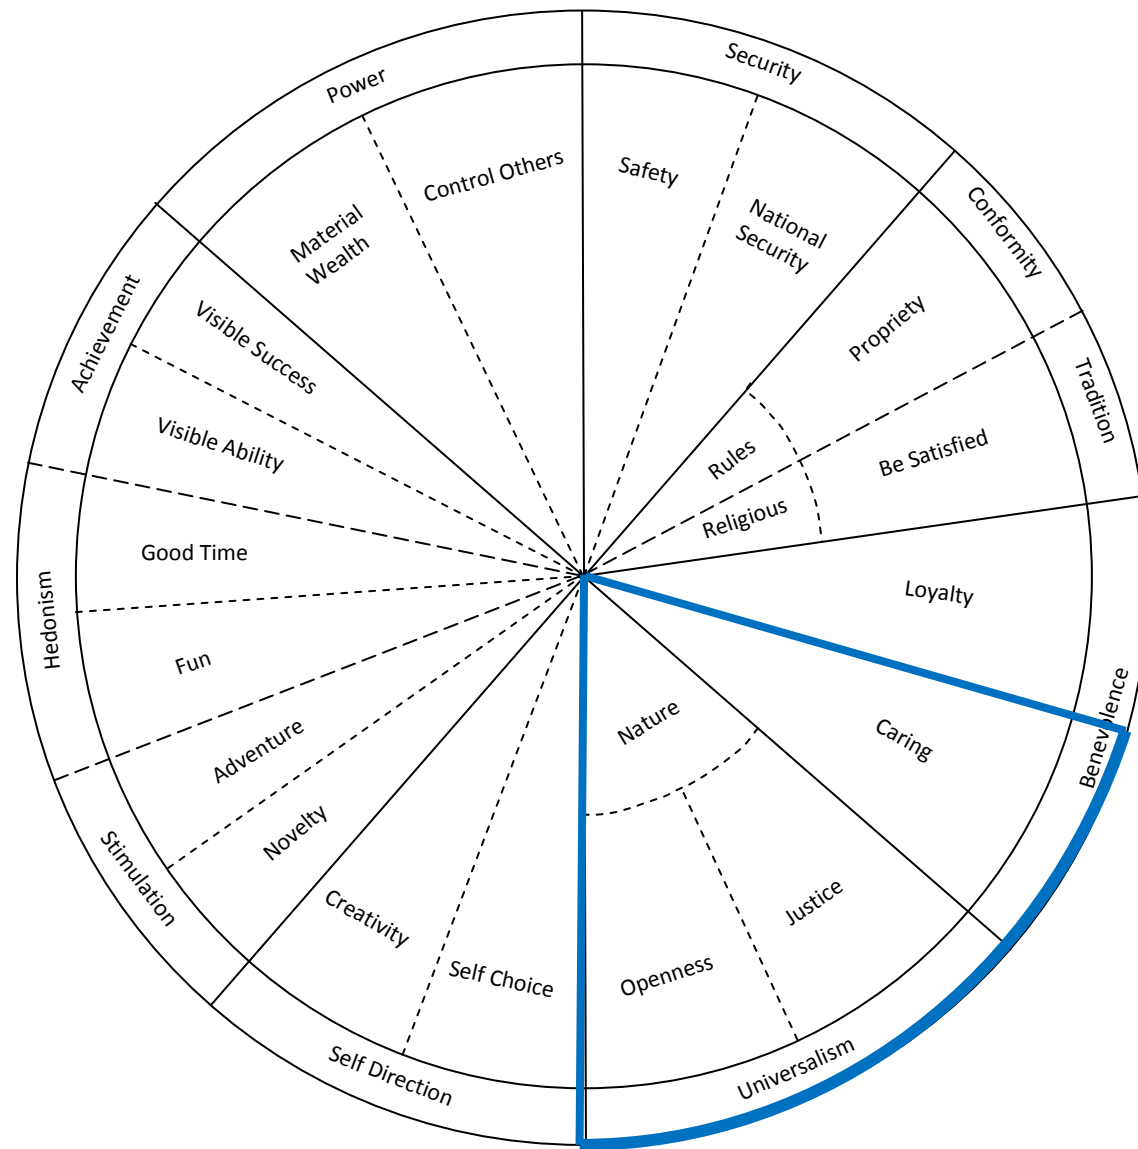 Security
Power
Control Others
Safety
Material
Wealth
National
Security
Conformity
Achievement
Visible Success
Propriety
Tradition
Visible Ability
Rules
Be Satisfied
Religious
Good Time
Loyalty
Hedonism
Fun
Nature
Caring
Benevolence
Adventure
Novelty
Stimulation
Creativity
Justice
Self Choice
Openness
Self Direction
Universalism